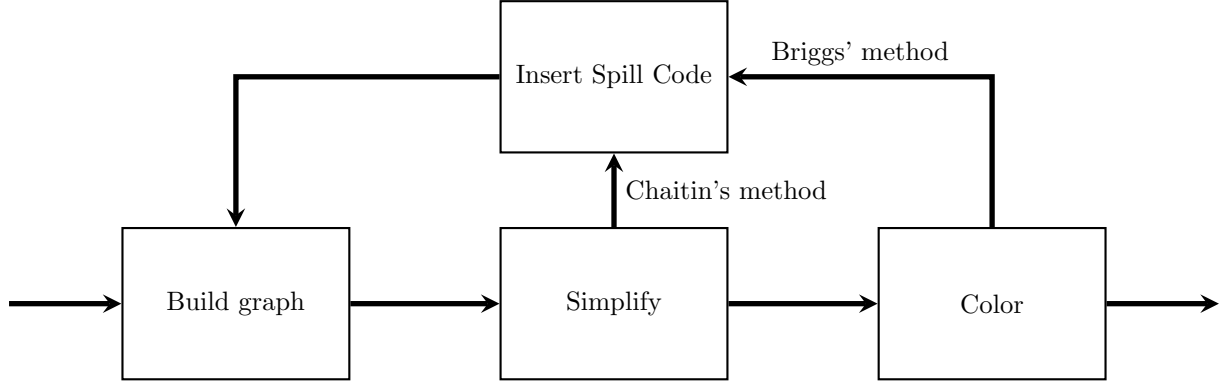 Briggs' method
Insert Spill Code
Chaitin's method
Build graph
Simplify
Color